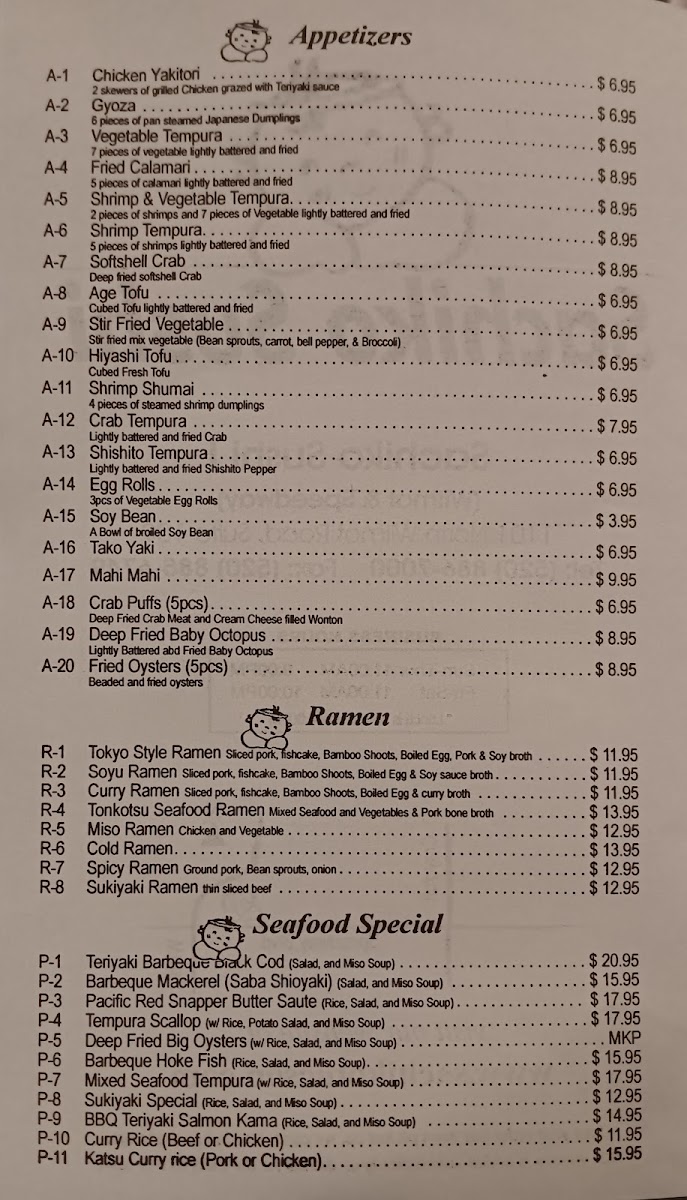 Appetizers
A-1 Chicken Yakitori $ 6.95
2 skewers of grilled Chicken grazed with Teriyaki sauce
A-2 Gyoza $ 6.95
6 pieces of pan steamed Japanese Dumplings
A-3 Vegetable Tempura $ 6.95
7 pieces of vegetable lightly battered and fried
A-4 Fried Calamari $ 8.95
5 pieces of calamari lightly battered and fried
A-5 Shrimp & Vegetable Tempura $ 8.95
2 pieces of shrimps and 7 pieces of Vegetable lightly battered and fried
A-6 Shrimp Tempura $ 8.95
5 pieces of shrimps lightly battered and fried
A-7 Softshell Crab $ 8.95
Deep fried softshell Crab
A-8 Age Tofu $ 6.95
Cubed Tofu lightly battered and fried
A-9 Stir Fried Vegetable $ 6.95
Stir fried mix vegetable (Bean sprouts, carrot, bell pepper, & Broccoli)
A-10 Hiyashi Tofu $ 6.95
Cubed Fresh Tofu
A-11 Shrimp Shumai $ 6.95
4 pieces of steamed shrimp dumplings
A-12 Crab Tempura $ 7.95
Lightly battered and fried Crab
A-13 Shishito Tempura $ 6.95
Lightly battered and fried Shishito Pepper
A-14 Egg Rolls $ 6.95
3pcs of Vegetable Egg Rolls
A-15 Soy Bean $ 3.95
A Bowl of broiled Soy Bean
A-16 Tako Yaki $ 6.95
A-17 Mahi Mahi $ 9.95
A-18 Crab Puffs (5pcs) $ 6.95
Deep Fried Crab Meat and Cream Cheese filled Wonton
A-19 Deep Fried Baby Octopus $ 8.95
Lightly Battered abd Fried Baby Octopus
A-20 Fried Oysters (5pc) $ 8.95
Beaded and fried oysters
Ramen
R-1 Tokyo Style Ramen Sliced pork, fishcake, Bamboo Shoots, Boiled Egg, Pork & Soy broth $ 11.95
R-2 Soyu Ramen Sliced pork, fishcake, Bamboo Shoots, Boiled Egg & Soy sauce broth $ 11.95
R-3 Curry Ramen Sliced pork, fishcake, Bamboo Shoots, Boiled Egg & curry broth $ 11.95
R-4 Tonkotsu Seafood Ramen Mixed Seafood and Vegetables & Pork bone broth $ 13.95
R-5 Miso Ramen Chicken and Vegetable $ 12.95
R-6 Cold Ramen $ 13.95
R-7 Spicy Ramen Ground pork, Bean sprouts, onion $ 12.95
R-8 Sukiyaki Ramen thin sliced beef $ 12.95
Seafood Special
P-1 Teriyaki Barbeque Black Cod (Salad, and Miso Soup) $ 20.95
P-2 Barbeque Mackerel (Saba Shioyaki) (Salad, and Miso Soup) $ 15.95
P-3 Pacific Red Snapper Butter Saute (Rice, Salad, and Miso Soup) $ 17.95
P-4 Tempura Scallop (w/ Rice, Potato Salad, and Miso Soup) $ 17.95
P-5 Deep Fried Big Oysters (w/ Rice, Salad, and Miso Soup) MKP
P-6 Barbeque Hoke Fish (Rice, Salad, and Miso Soup) $ 15.95
P-7 Mixed Seafood Tempura (w/ Rice, Salad, and Miso Soup) $ 17.95
P-8 Sukiyaki Special (Rice, Salad, and Miso Soup) $ 12.95
P-9 BBQ Teriyaki Salmon Kama (Rice, Salad, and Miso Soup) $ 14.95
P-10 Curry Rice (Beef or Chicken) $ 11.95
P-11 Katsu Curry rice (Pork or Chicken) $ 15.95